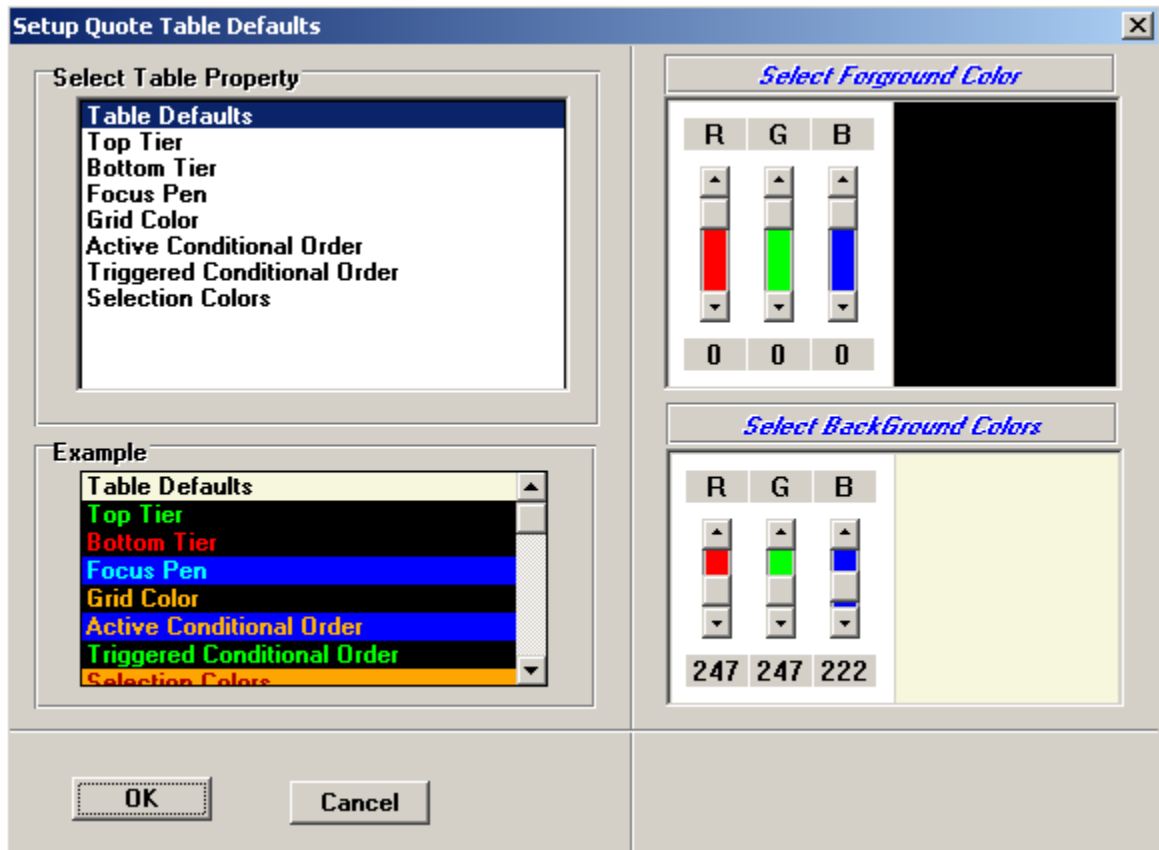 Setup Quote Table Defaults
Select Table Property
Table Defaults
Top Tier
Bottom Tier
Focus Pen
Grid Color
Active Conditional Order
Triggered Conditional Order
Selection Colors
Example
Table Defaults
Top Tier
Bottom Tier
Focus Pen
Grid Color
Active Conditional Order
Triggered Conditional Order
Selection Colors
OK
Cancel
Select Forground Color
R G B
0 0 0
Select BackGround Colors
R G B
247 247 222